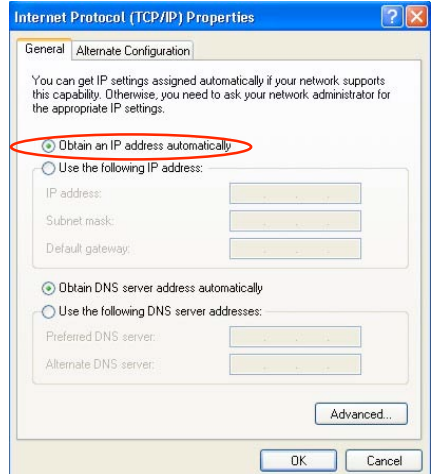 Internet Protocol (TCP/IP) Properties
General
Alternate Configuration
You can get IP settings assigned automatically if your network supports
this capability. Otherwise, you need to ask your network administrator for
the appropriate IP settings.
Obtain an IP address automatically
Use the following IP address:
IP address:
Subnet mask:
Default gateway:
Obtain DNS server address automatically
Use the following DNS server addresses:
Preferred DNS server:
Alternate DNS server:
Advanced...
OK
Cancel